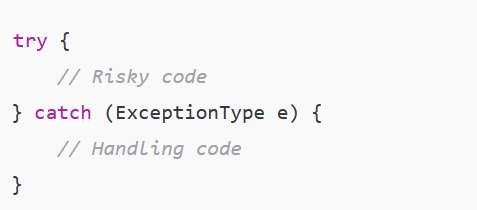 try {
    // Risky code
} catch (ExceptionType e) {
    // Handling code
}